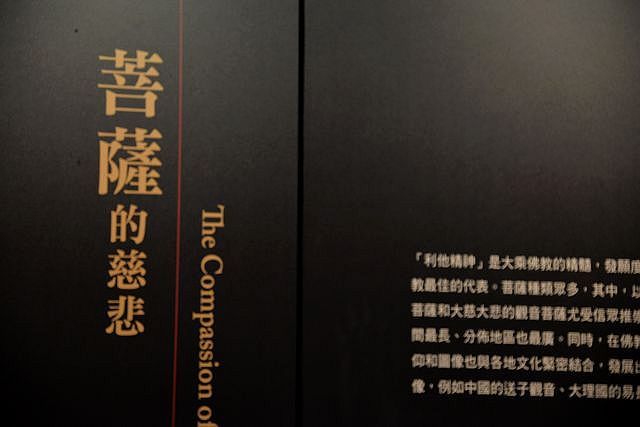 菩薩的慈悲
The Compassion of
「利他精神」是大乘佛教的精髓，發願度
教最佳的代表。菩薩種類眾多，其中，以
菩薩和大慈大悲的觀音菩薩尤受信眾推崇
間最長、分佈地區也最廣。同時，在佛教
仰和圖像也與各地文化緊密結合，發展出
像，例如中國的送子觀音、大理國的易長